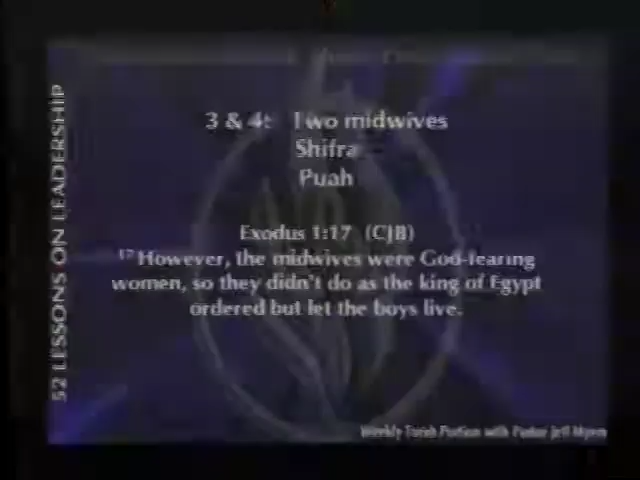 3 & 4: Two midwives
Shifra
Puah
Exodus 1:17 (CJB)
17 However, the midwives were God-fearing
women, so they didn't do as the king of Egypt
ordered but let the boys live.
52 LESSONS ON LEADERSHIP
Weekly Torah Portion with Pastor Jeff Myers